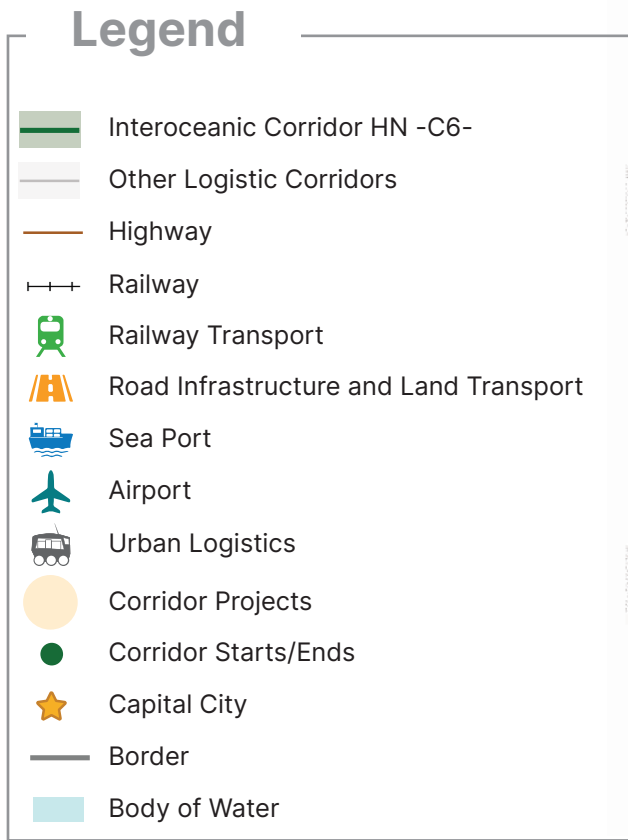 Legend
Interoceanic Corridor HN -C6-
Other Logistic Corridors
Highway
Railway
Railway Transport
Road Infrastructure and Land Transport
Sea Port
Airport
Urban Logistics
Corridor Projects
Corridor Starts/Ends
Capital City
Border
Body of Water